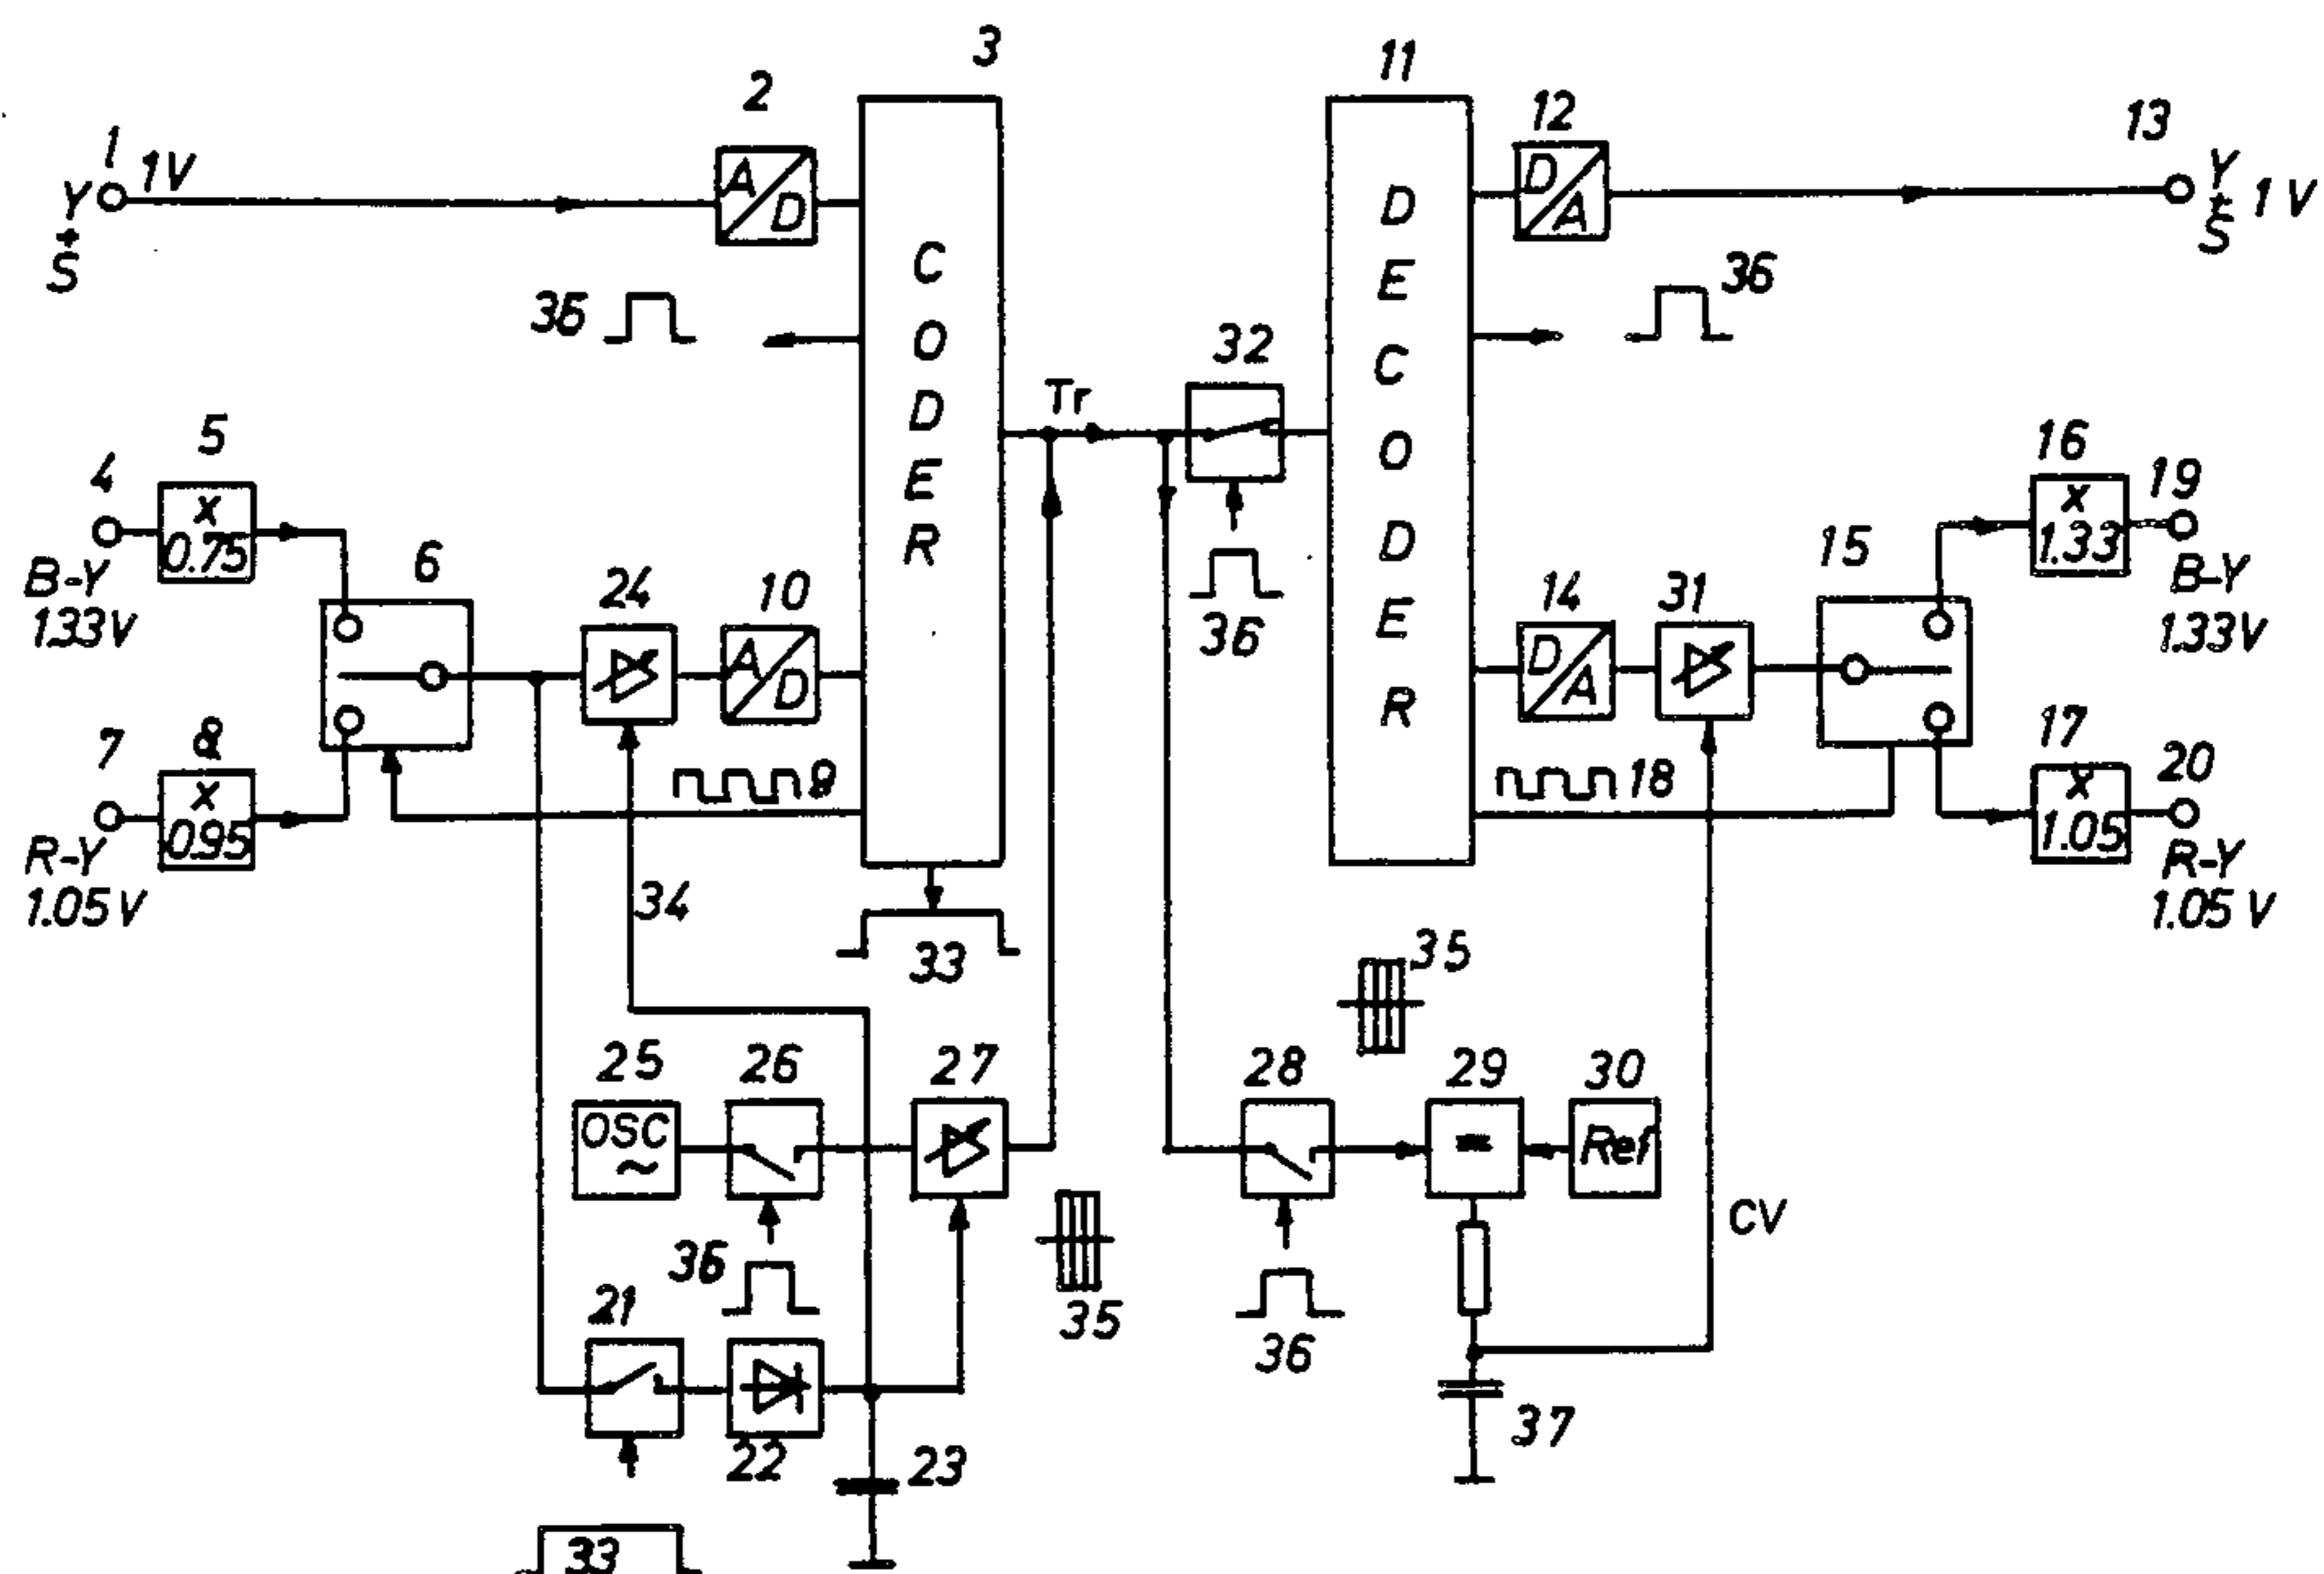 3
11
2
12
13
1
1V
A/D
D/A
Y
+
S
Y
+
S
1V
C
O
D
E
R
D
E
C
O
D
E
R
36
36
32
Tr
5
4
x
0.75
B-Y
1.33V
6
24
10
A/D
36
14
D/A
31
15
16
x
1.33
19
B-Y
1.33V
7
8
x
0.95
R-Y
1.05V
9
18
17
x
1.05
20
R-Y
1.05V
34
33
35
25
OSC
~
26
27
28
29
=
30
Ref
CV
36
35
36
21
22
23
37
33